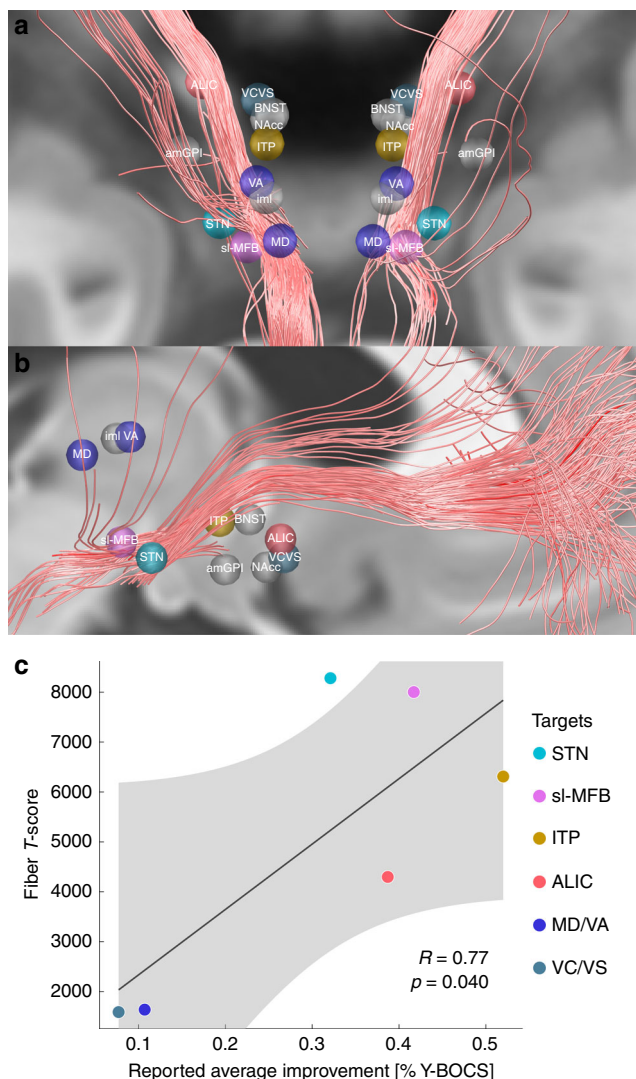 a
ALIC
VCVS
BNST
NAcc
ITP
amGPI
VA
iml
STN
sl-MFB
MD
VCVS
ALIC
BNST
NAcc
ITP
amGPI
VA
iml
MD
STN
sl-MFB
b
iml VA
MD
ITP BNST
sl-MFB
ALIC
STN
VCVS
amGPI NAcc
c
8000
7000
6000
5000
4000
3000
2000
Fiber T-score
R = 0.77
p = 0.040
0.1 0.2 0.3 0.4 0.5
Reported average improvement [% Y-BOCS]
Targets
STN
sl-MFB
ITP
ALIC
MD/VA
VC/VS